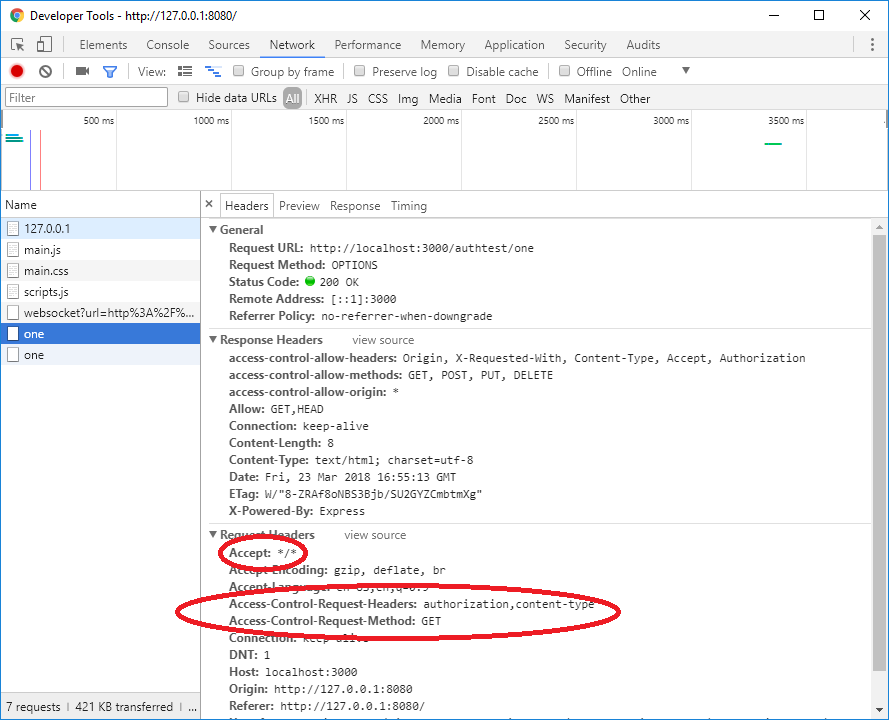 Developer Tools - http://127.0.0.1:8080/
Elements Console Sources Network Performance Memory Application Security Audits
View: Group by frame Preserve log Disable cache Offline Online
Filter Hide data URLs All XHR JS CSS Img Media Font Doc WS Manifest Other
500 ms 1000 ms 1500 ms 2000 ms 2500 ms 3000 ms 3500 ms
Name
127.0.0.1
main.js
main.css
scripts.js
websocket?url=http%3A%2F%...
one
one
7 requests | 421 KB transferred | ...
× Headers Preview Response Timing
General
Request URL: http://localhost:3000/authtest/one
Request Method: OPTIONS
Status Code: 200 OK
Remote Address: [::1]:3000
Referrer Policy: no-referrer-when-downgrade
Response Headers view source
access-control-allow-headers: Origin, X-Requested-With, Content-Type, Accept, Authorization
access-control-allow-methods: GET, POST, PUT, DELETE
access-control-allow-origin: *
Allow: GET,HEAD
Connection: keep-alive
Content-Length: 8
Content-Type: text/html; charset=utf-8
Date: Fri, 23 Mar 2018 16:55:13 GMT
ETag: W/"8-ZRAf8oNBS3Bjb/SU2GYZCmbtmXg"
X-Powered-By: Express
Request Headers view source
Accept: */*
Accept-Encoding: gzip, deflate, br
Accept-Language:
Access-Control-Request-Headers: authorization,content-type
Access-Control-Request-Method: GET
Connection: keep-alive
DNT: 1
Host: localhost:3000
Origin: http://127.0.0.1:8080
Referer: http://127.0.0.1:8080/